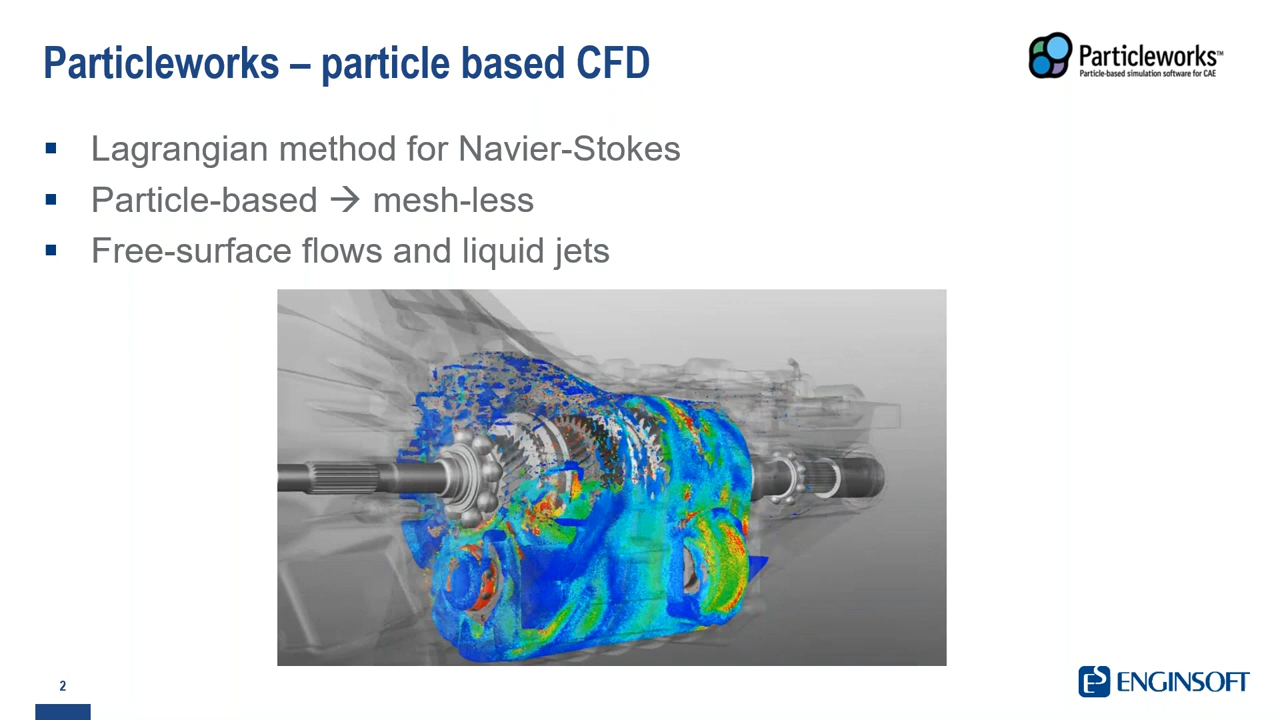 Particleworks – particle based CFD
Particleworks™
Particle-based simulation software for CAE
▪ Lagrangian method for Navier-Stokes
▪ Particle-based → mesh-less
▪ Free-surface flows and liquid jets
2
ENGINSOFT